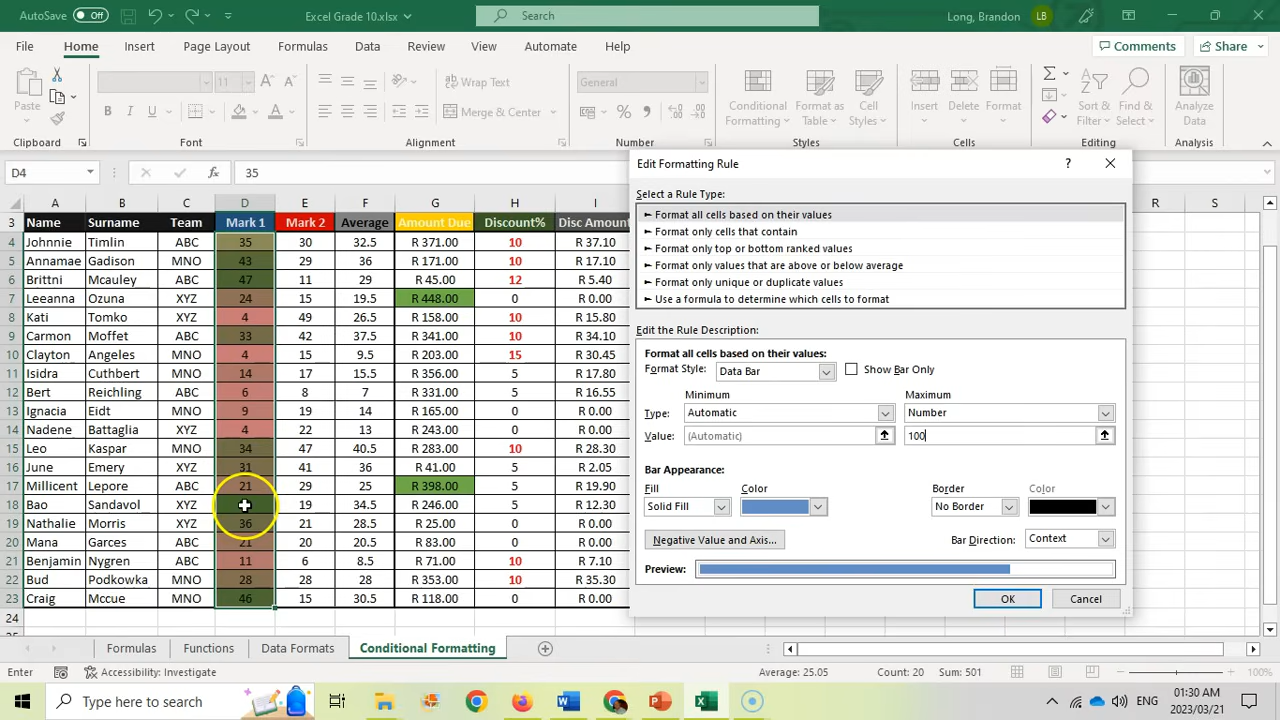 AutoSave Off Excel Grade 10.xlsx Search Long, Brandon LB
File Home Insert Page Layout Formulas Data Review View Automate Help Comments Share
11 A A Wrap Text General
Paste B I U A Merge & Center % Conditional Formatting Format as Table Cell Styles Insert Delete Format Sort & Filter Find & Select Analyze Data
Clipboard Font Alignment Number Styles Cells Editing Analysis
D4 fx 35
A B C D E F G H I R S
3 Name Surname Team Mark 1 Mark 2 Average Amount Due Discount% Disc Amount
4 Johnnie Timlin ABC 35 30 32.5 R 371.00 10 R 37.10
5 Annamae Gadison MNO 43 29 36 R 171.00 10 R 17.10
6 Brittni Mcauley ABC 47 11 29 R 45.00 12 R 5.40
7 Leeanna Ozuna XYZ 24 15 19.5 R 448.00 0 R 0.00
8 Kati Tomko XYZ 4 49 26.5 R 158.00 10 R 15.80
9 Carmon Moffet ABC 33 42 37.5 R 341.00 10 R 34.10
10 Clayton Angeles MNO 4 15 9.5 R 203.00 15 R 30.45
11 Isidra Cuthbert MNO 14 17 15.5 R 356.00 5 R 17.80
12 Bert Reichling ABC 6 8 7 R 331.00 5 R 16.55
13 Ignacia Eidt MNO 9 19 14 R 165.00 0 R 0.00
14 Nadene Battaglia XYZ 4 22 13 R 243.00 0 R 0.00
15 Leo Kaspar MNO 34 47 40.5 R 283.00 10 R 28.30
16 June Emery XYZ 31 41 36 R 41.00 5 R 2.05
17 Millicent Lepore ABC 21 29 25 R 398.00 5 R 19.90
18 Bao Sandavol XYZ 19 34.5 R 246.00 5 R 12.30
19 Nathalie Morris XYZ 36 21 28.5 R 25.00 0 R 0.00
20 Mana Garces ABC 21 20 20.5 R 83.00 0 R 0.00
21 Benjamin Nygren ABC 11 6 8.5 R 71.00 10 R 7.10
22 Bud Podkowka MNO 28 28 28 R 353.00 10 R 35.30
23 Craig Mccue MNO 46 15 30.5 R 118.00 0 R 0.00
24
Edit Formatting Rule ?
Select a Rule Type:
► Format all cells based on their values
► Format only cells that contain
► Format only top or bottom ranked values
► Format only values that are above or below average
► Format only unique or duplicate values
► Use a formula to determine which cells to format
Edit the Rule Description:
Format all cells based on their values:
Format Style: Data Bar Show Bar Only
Minimum Maximum
Type: Automatic Number
Value: (Automatic) 100
Bar Appearance:
Fill Color Border Color
Solid Fill No Border
Negative Value and Axis... Bar Direction: Context
Preview:
OK Cancel
Formulas Functions Data Formats Conditional Formatting
Enter Accessibility: Investigate Average: 25.05 Count: 20 Sum: 501 100%
Type here to search ENG 01:30 AM
2023/03/21